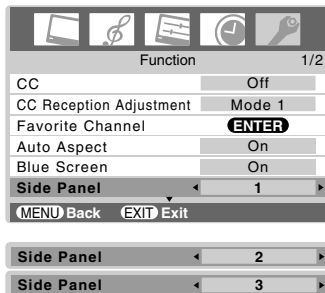 Function 1/2
CC Off
CC Reception Adjustment Mode 1
Favorite Channel ENTER
Auto Aspect On
Blue Screen On
Side Panel 1
MENU Back EXIT Exit
Side Panel 2
Side Panel 3